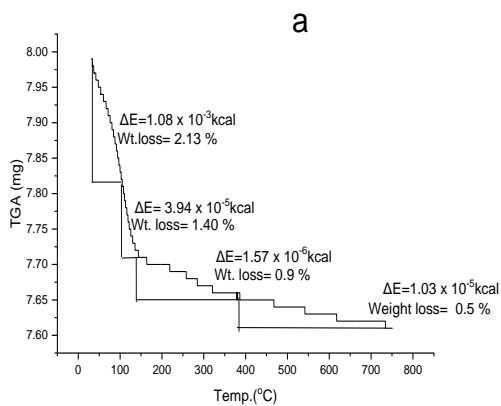 a
8.00
7.95
7.90
7.85
7.80
7.75
7.70
7.65
7.60
TGA (mg)
ΔE=1.08 x 10⁻³kcal
Wt.loss= 2.13 %
ΔE= 3.94 x 10⁻⁵kcal
Wt. loss= 1.40 %
ΔE=1.57 x 10⁻⁶kcal
Wt. loss= 0.9 %
ΔE=1.03 x 10⁻⁵kcal
Weight loss= 0.5 %
0 100 200 300 400 500 600 700 800
Temp.(°C)